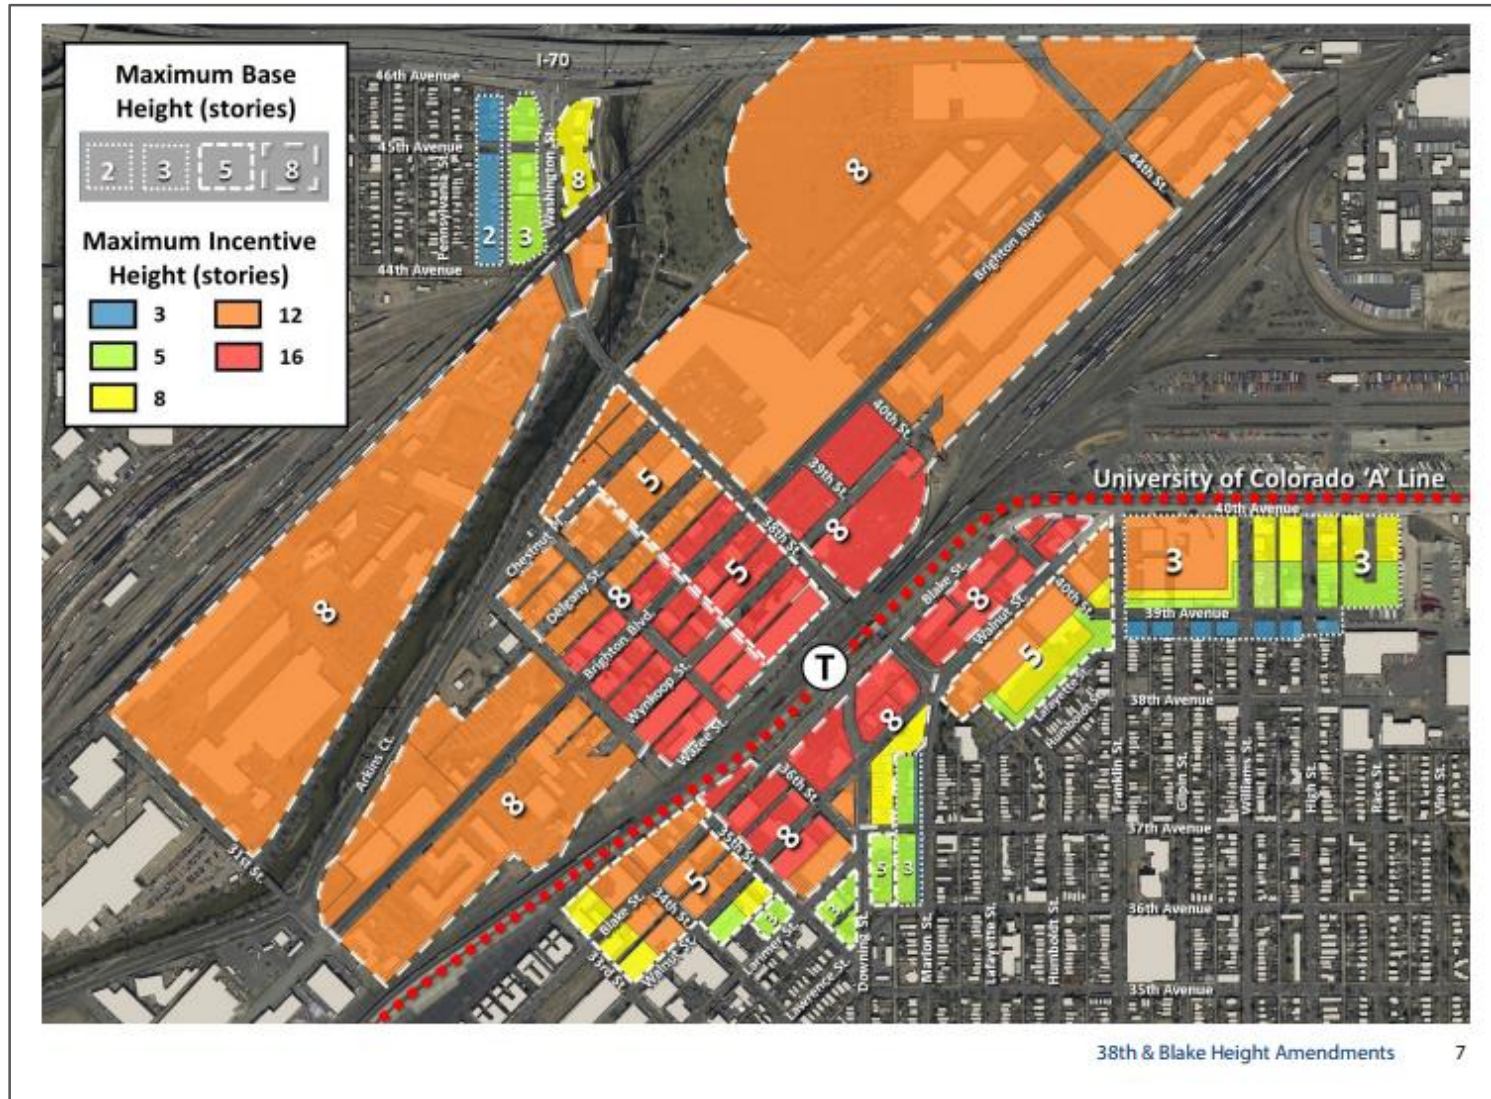 Maximum Base
Height (stories)
2 3 5 8
Maximum Incentive
Height (stories)
3 12
5 16
8
I-70
46th Avenue
45th Avenue
44th Avenue
Pennsylvania St.
Washington St.
2
3
8
8
44th St.
Brighton Blvd.
8
40th St.
39th St.
38th St.
8
5
5
8
Chestnut
Delgany St.
Brighton Blvd.
Wynkoop St.
Wazee St.
Arkins Ct.
31st St.
8
University of Colorado 'A' Line
40th Avenue
3
3
39th Avenue
Blake St.
8
Walnut St.
40th St.
5
T
Lafayette St.
Humboldt St.
38th Avenue
Franklin St.
Gilpin St.
Williams St.
High St.
Race St.
Vine St.
8
36th St.
8
35th St.
5
34th St.
Blake St.
33rd St.
Walnut St.
3
Larimer St.
Lawrence St.
3
Downing St.
5
3
Marion St.
Lafayette St.
Humboldt St.
37th Avenue
36th Avenue
35th Avenue
38th & Blake Height Amendments 7